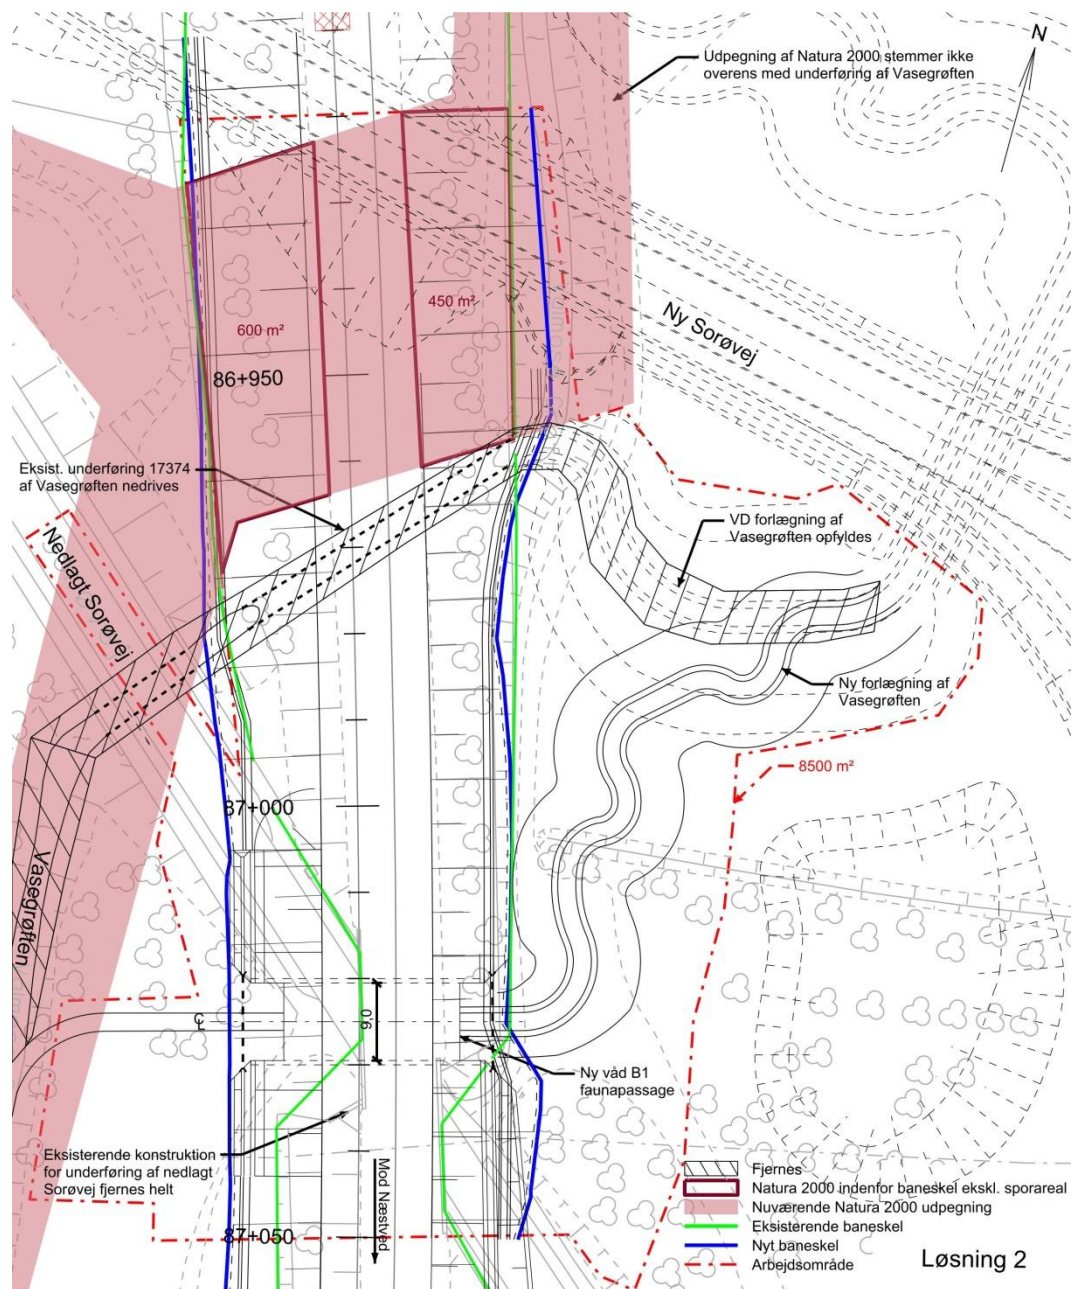 N
Udpegning af Natura 2000 stemmer ikke
overens med underføring af Vasegrøften
Ny Sorøvej
450 m²
600 m²
86+950
Eksist. underføring 17374
af Vasegrøften nedrives
Nedlagt Sorøvej
VD forlægning af
Vasegrøften opfyldes
Ny forlægning af
Vasegrøften
8500 m²
87+000
Vasegrøften
9,0
Ny våd B1
faunapassage
Eksisterende konstruktion
for underføring af nedlagt
Sorøvej fjernes helt
Mod Næstved
87+050
Fjernes
Natura 2000 indenfor baneskel ekskl. sporareal
Nuværende Natura 2000 udpegning
Eksisterende baneskel
Nyt baneskel
Arbejdsområde
Løsning 2